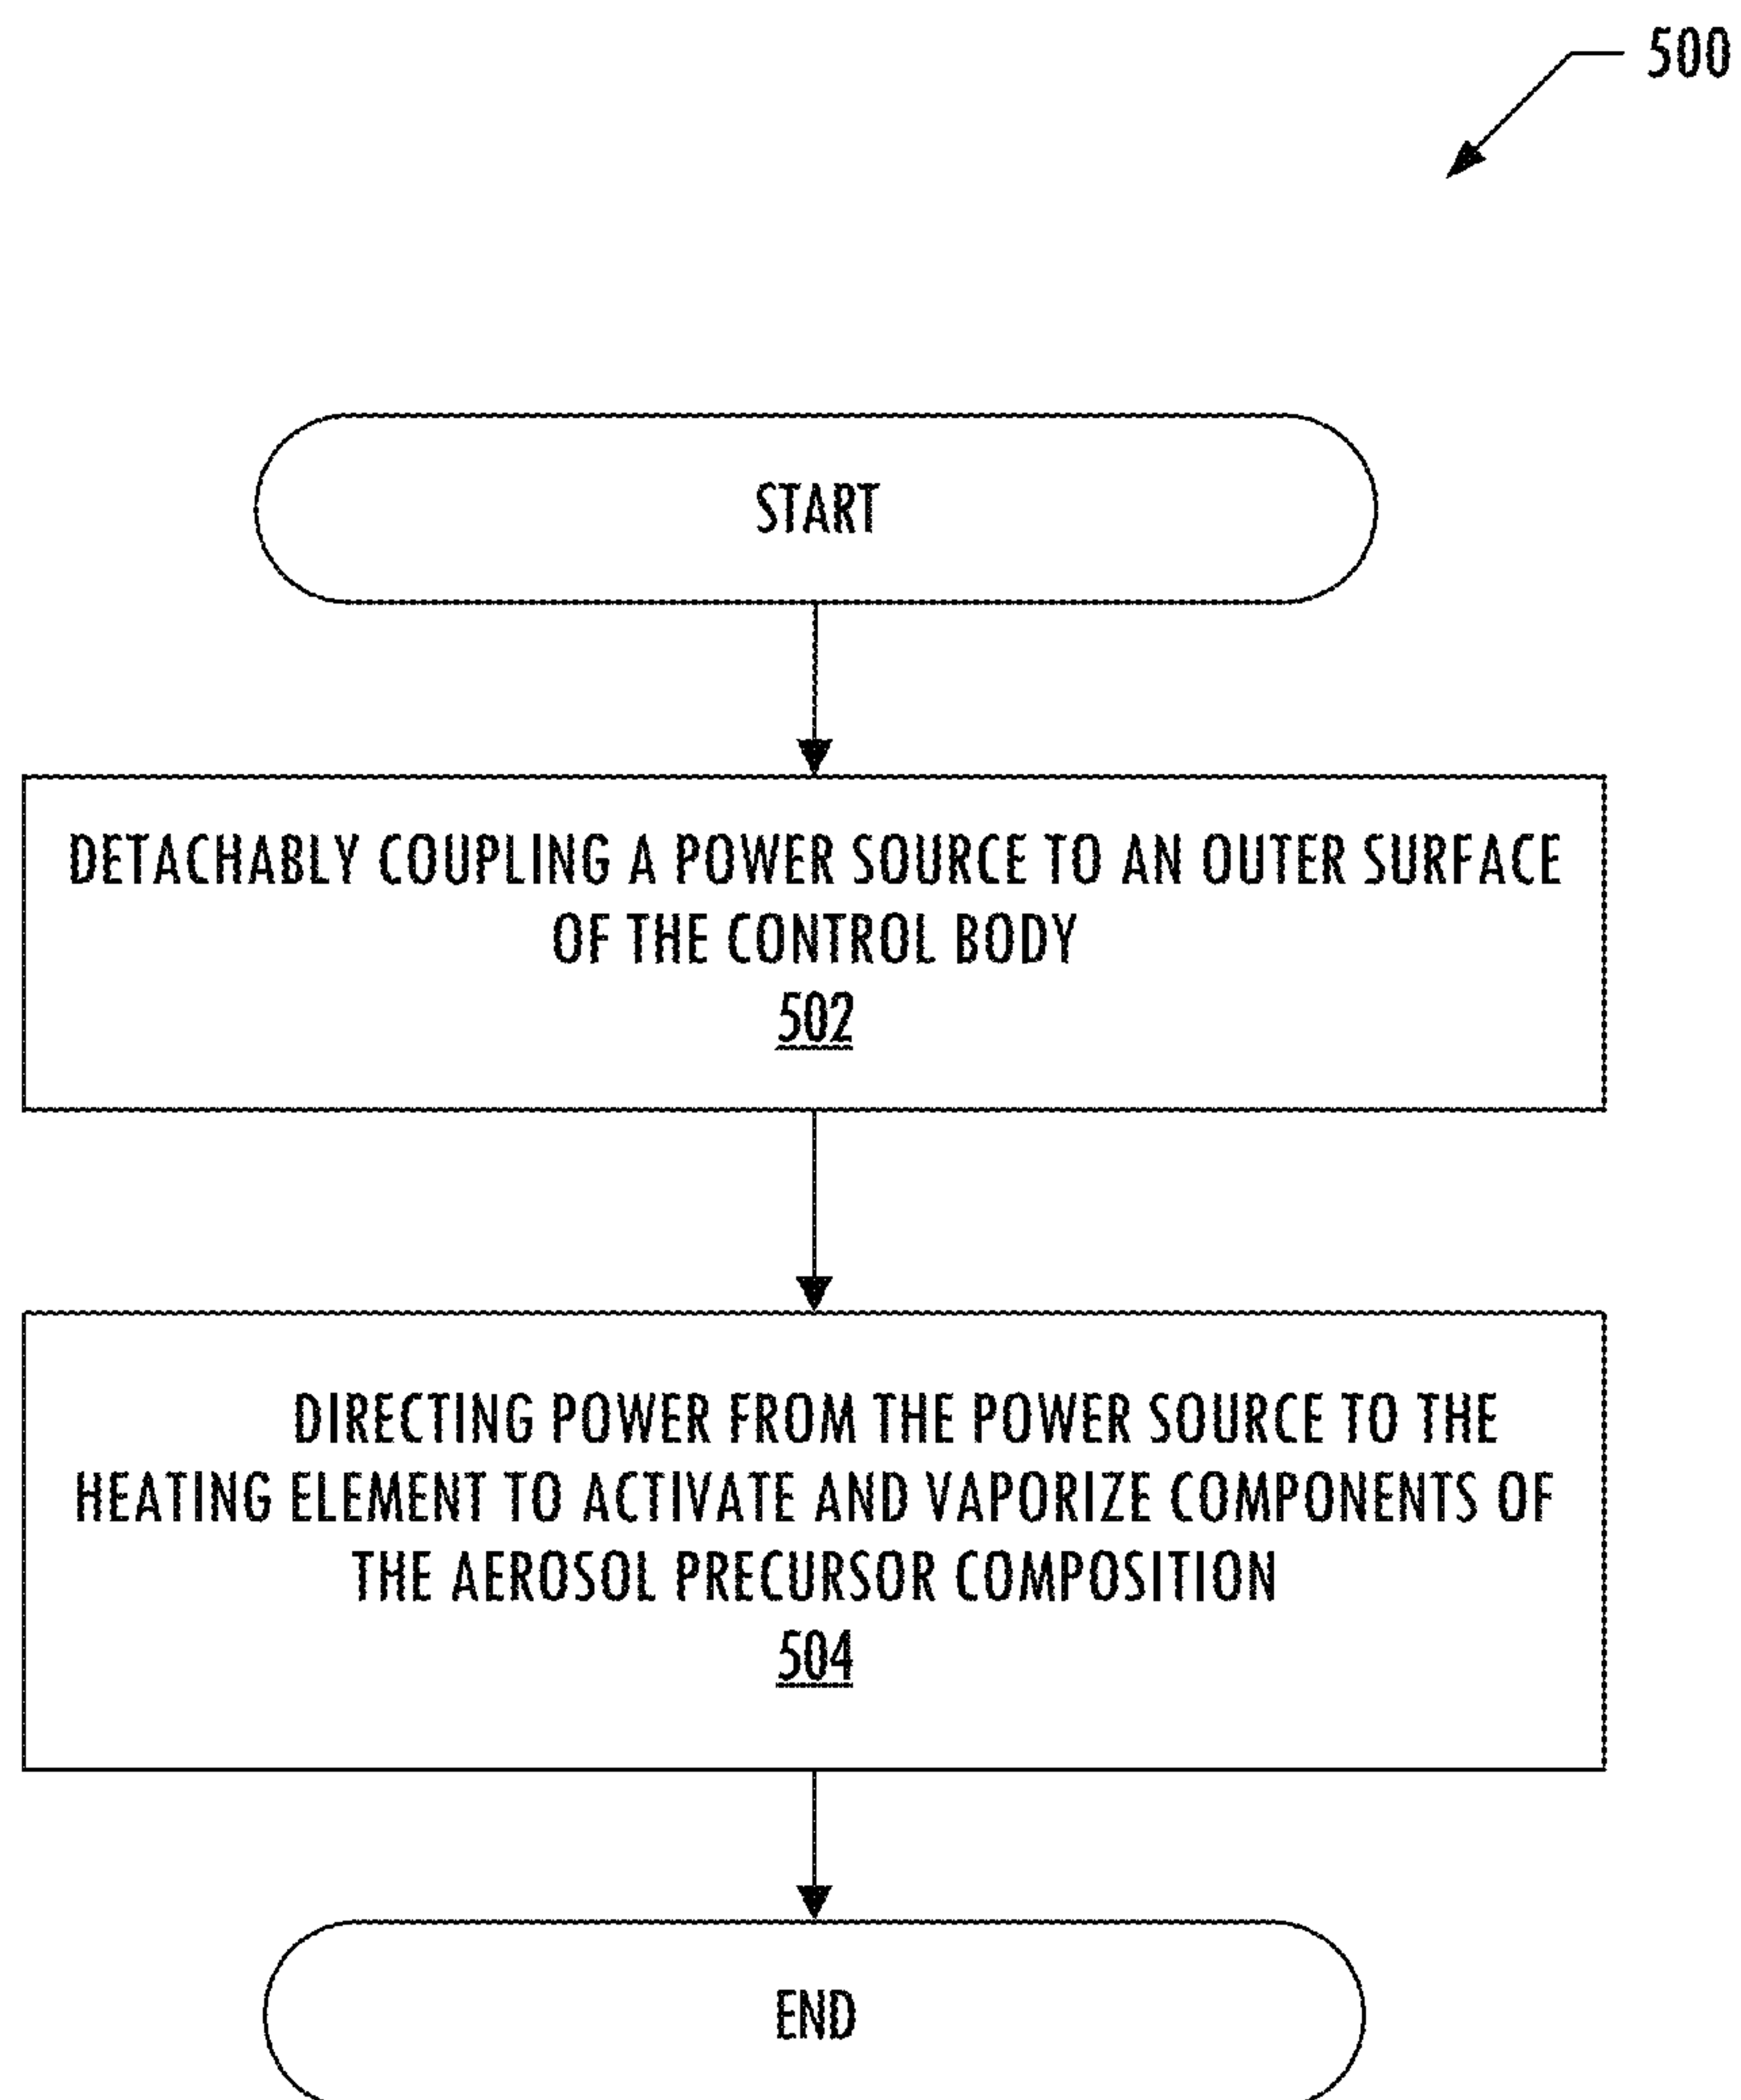 500
START
DETACHABLY COUPLING A POWER SOURCE TO AN OUTER SURFACE
OF THE CONTROL BODY
502
DIRECTING POWER FROM THE POWER SOURCE TO THE
HEATING ELEMENT TO ACTIVATE AND VAPORIZE COMPONENTS OF
THE AEROSOL PRECURSOR COMPOSITION
504
END